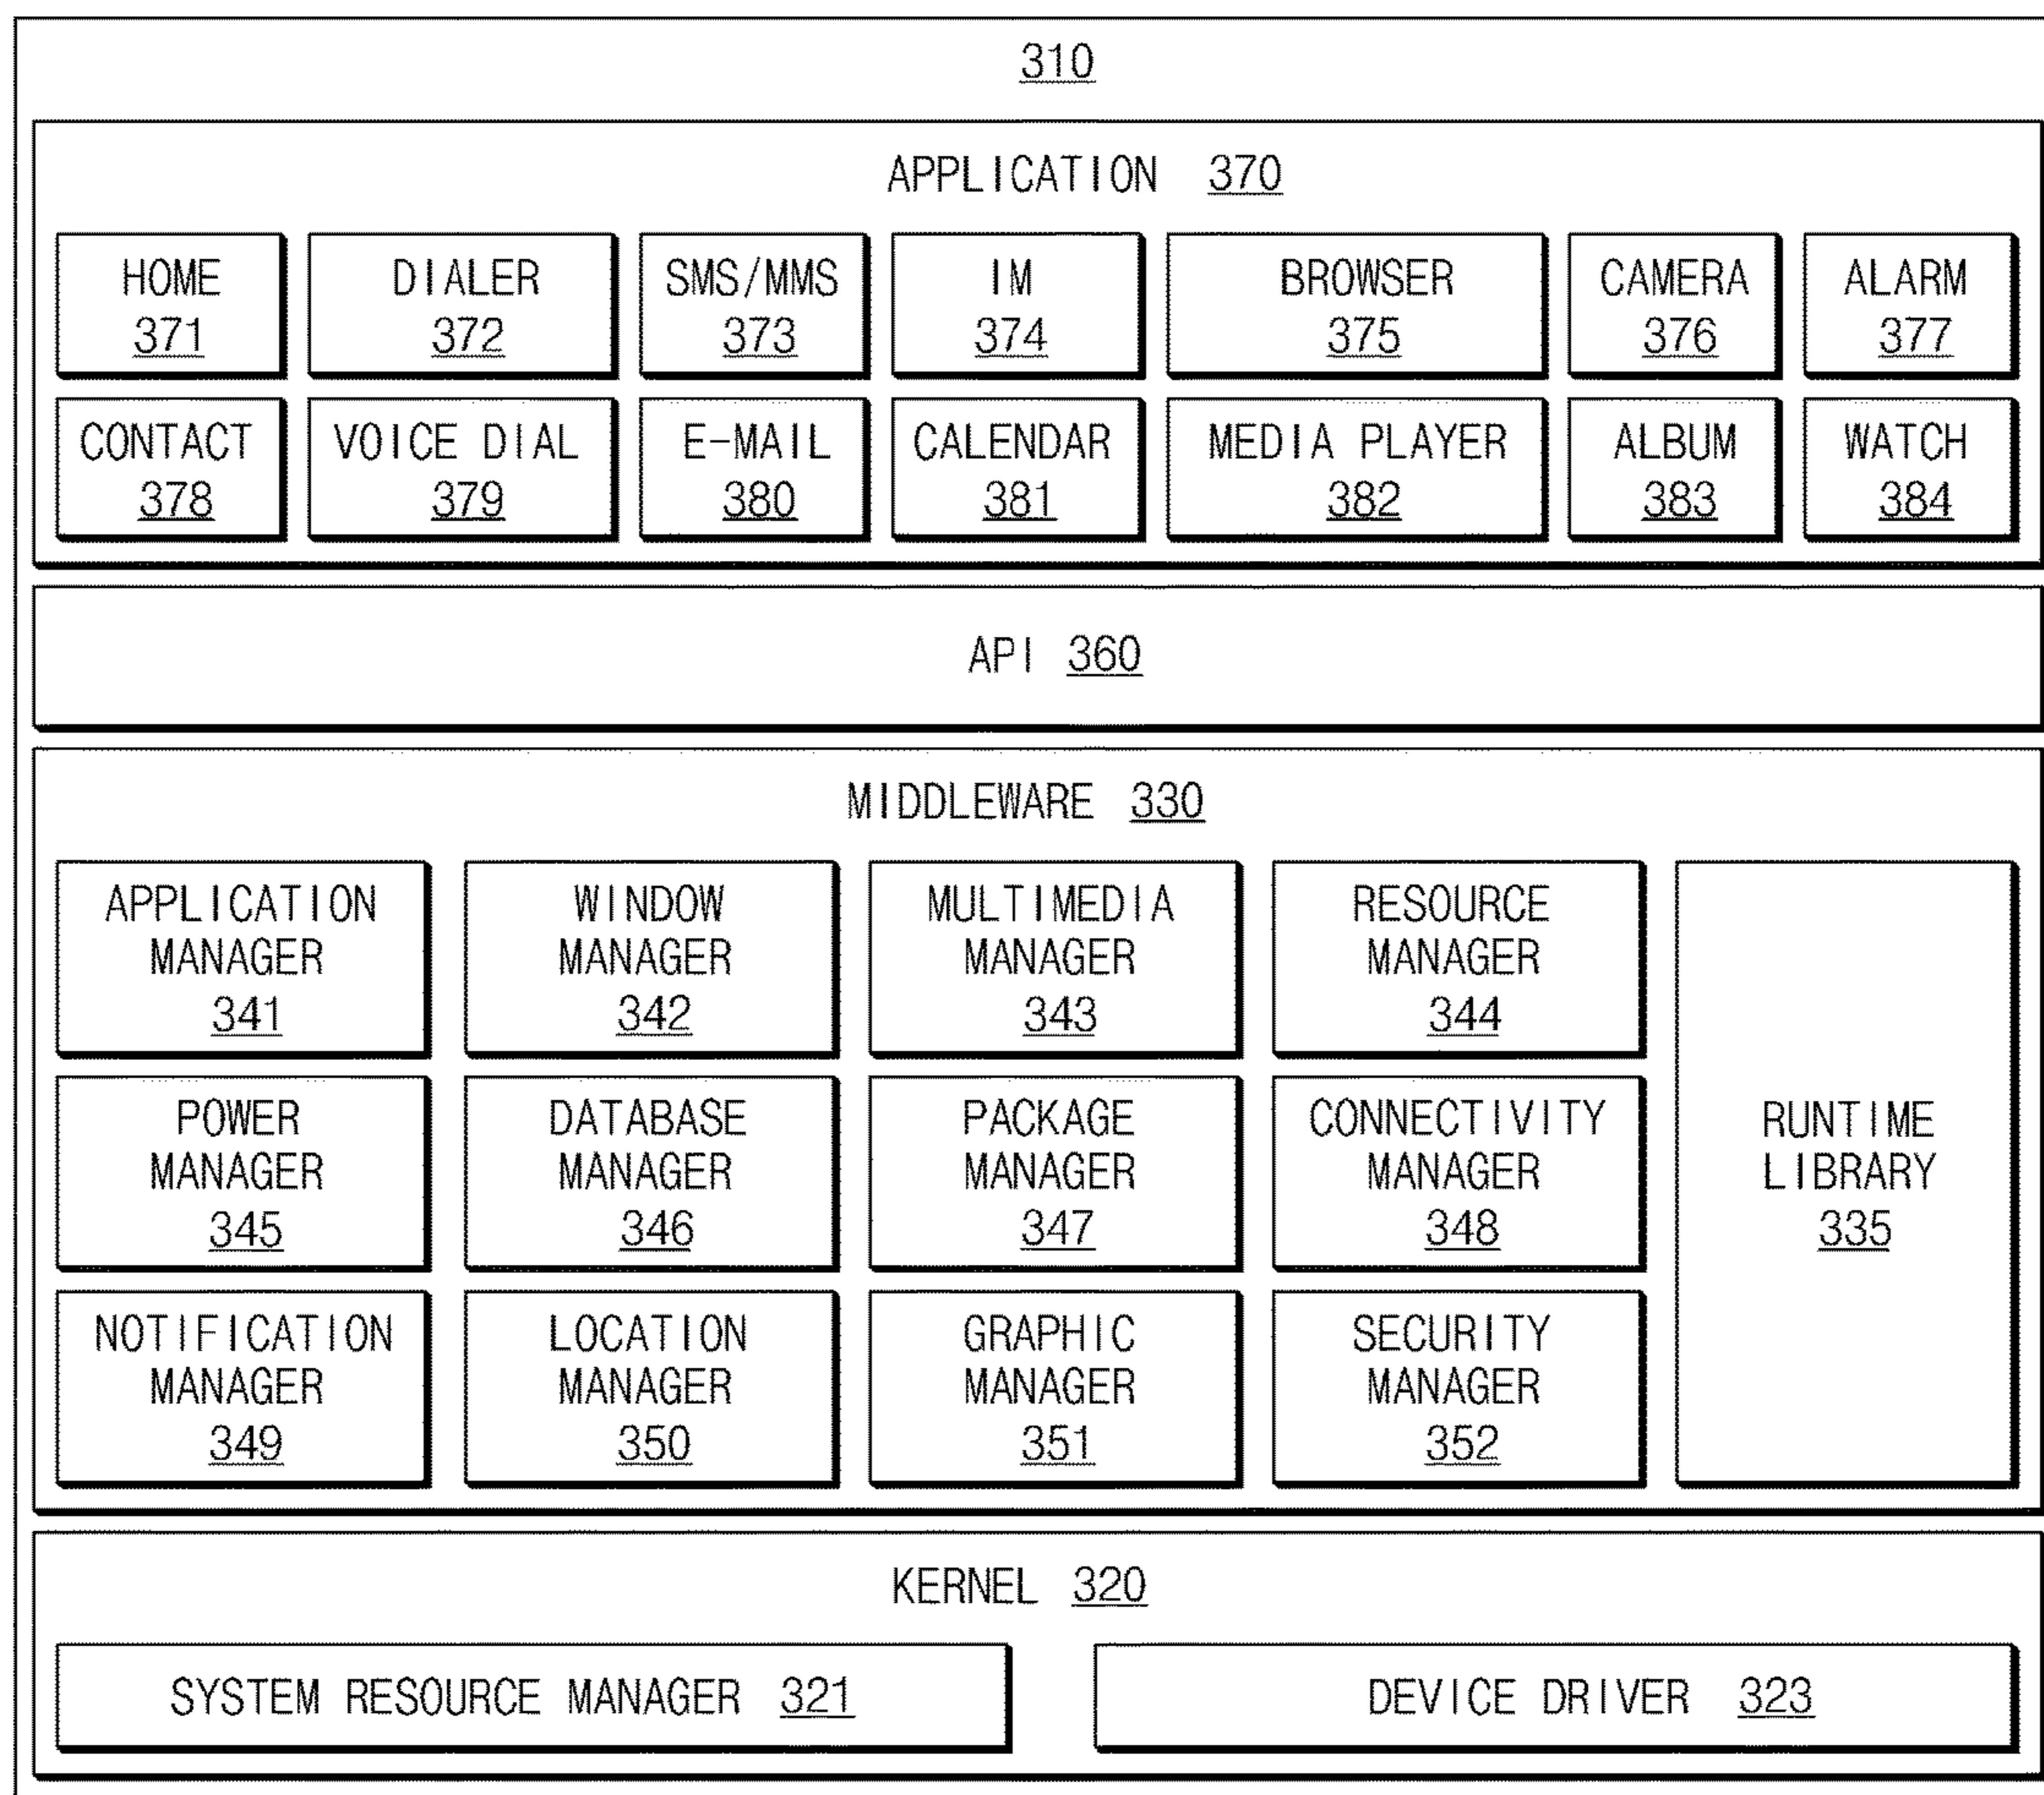 310
APPLICATION 370
HOME
371
DIALER
372
SMS/MMS
373
IM
374
BROWSER
375
CAMERA
376
ALARM
377
CONTACT
378
VOICE DIAL
379
E-MAIL
380
CALENDAR
381
MEDIA PLAYER
382
ALBUM
383
WATCH
384
API 360
MIDDLEWARE 330
APPLICATION
MANAGER
341
WINDOW
MANAGER
342
MULTIMEDIA
MANAGER
343
RESOURCE
MANAGER
344
POWER
MANAGER
345
DATABASE
MANAGER
346
PACKAGE
MANAGER
347
CONNECTIVITY
MANAGER
348
NOTIFICATION
MANAGER
349
LOCATION
MANAGER
350
GRAPHIC
MANAGER
351
SECURITY
MANAGER
352
RUNTIME
LIBRARY
335
KERNEL 320
SYSTEM RESOURCE MANAGER 321
DEVICE DRIVER 323